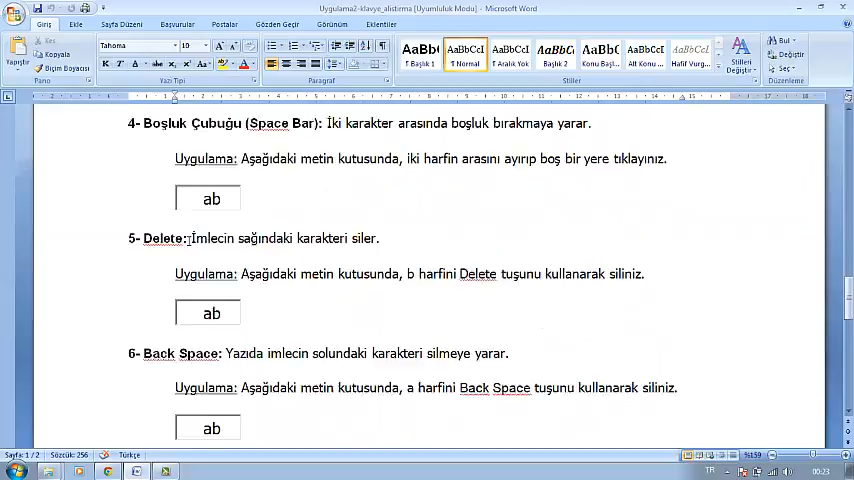 Uygulama2-klavye_alistirma [Uyumluluk Modu] - Microsoft Word
Giriş Ekle Sayfa Düzeni Başvurular Postalar Gözden Geçir Görünüm Eklentiler
Yapıştır Kes Kopyala Biçim Boyacısı Pano
Tahoma 10 Yazı Tipi
Paragraf
AaBbC ¶ Başlık 1 AaBbCcI ¶ Normal AaBbCcI ¶ Aralık Yok AaBbCc Başlık 2 AaBbC Konu Başl... AaBbCcI Alt Konu ... AaBbCcI Hafif Vurg...
Stilleri Değiştir Stiller
Bul Değiştir Seç Düzenleme
4- Boşluk Çubuğu (Space Bar): İki karakter arasında boşluk bırakmaya yarar.
Uygulama: Aşağıdaki metin kutusunda, iki harfin arasını ayırıp boş bir yere tıklayınız.
ab
5- Delete: İmlecin sağındaki karakteri siler.
Uygulama: Aşağıdaki metin kutusunda, b harfini Delete tuşunu kullanarak siliniz.
ab
6- Back Space: Yazıda imlecin solundaki karakteri silmeye yarar.
Uygulama: Aşağıdaki metin kutusunda, a harfini Back Space tuşunu kullanarak siliniz.
ab
Sayfa: 1 / 2 Sözcük: 256 Türkçe %159
TR 00:23